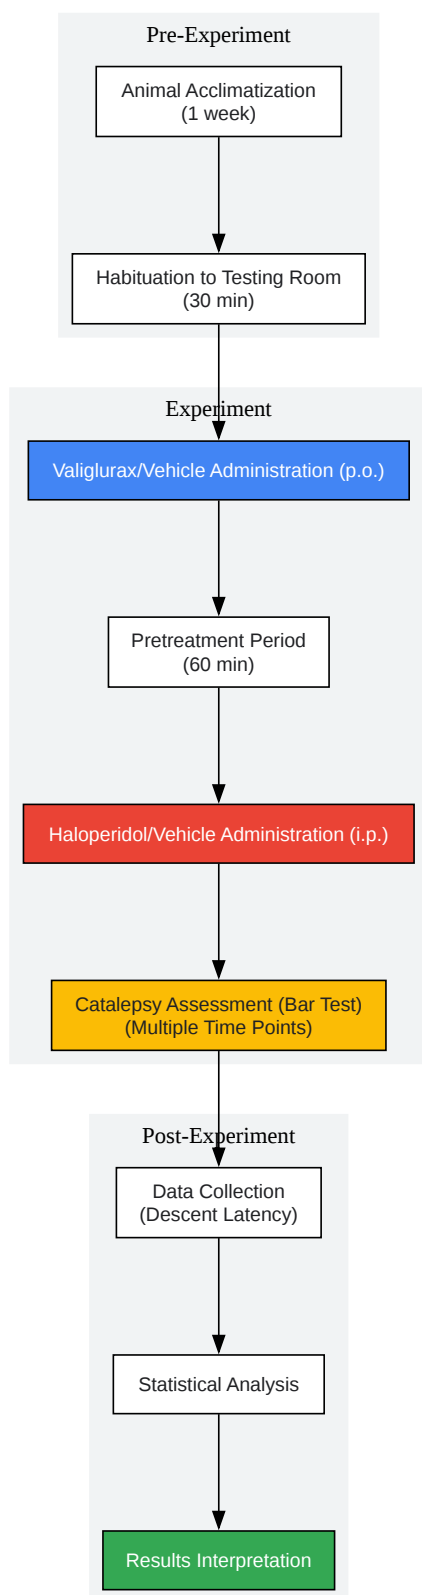 Pre-Experiment
Animal Acclimatization
(1 week)
Habituation to Testing Room
(30 min)
Experiment
Valiglurax/Vehicle Administration (p.o.)
Pretreatment Period
(60 min)
Haloperidol/Vehicle Administration (i.p.)
Catalepsy Assessment (Bar Test)
(Multiple Time Points)
Post-Experiment
Data Collection
(Descent Latency)
Statistical Analysis
Results Interpretation